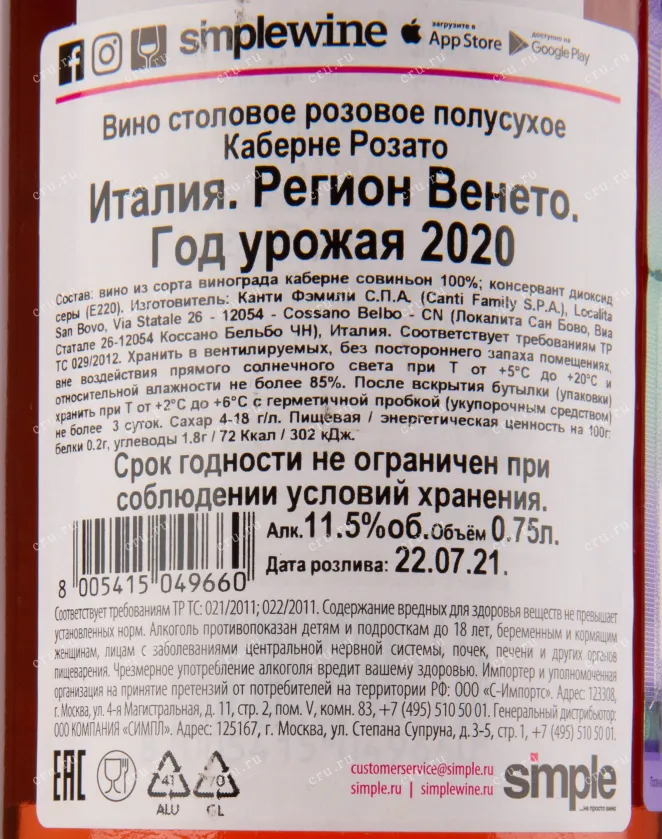 simplewine загрузите в App Store доступно на Google Play
Вино столовое розовое полусухое
Каберне Розато
Италия. Регион Венето.
Год урожая 2020
Состав: вино из сорта винограда каберне совиньон 100%; консервант диоксид
серы (E220). Изготовитель: Канти Фэмили С.П.А. (Canti Family S.P.A.), Localita
San Bovo, Via Statale 26 - 12054 - Cossano Belbo - CN (Локалита Сан Бово, Виа
Статале 26-12054 Коссано Бельбо ЧН), Италия. Соответствует требованиям ТР
ТС 029/2012. Хранить в вентилируемых, без постороннего запаха помещениях,
вне воздействия прямого солнечного света при Т от +5°С до +20°С и
относительной влажности не более 85%. После вскрытия бутылки (упаковки)
хранить при Т от +2°С до +6°С с герметичной пробкой (укупорочным средством)
не более 3 суток. Сахар 4-18 г/л. Пищевая / энергетическая ценность на 100г:
белки 0.2г, углеводы 1.8г / 72 Ккал / 302 кДж.
Срок годности не ограничен при
соблюдении условий хранения.
Алк. 11.5%об. Объём 0.75л.
Дата розлива: 22.07.21.
8 005415 049660
Соответствует требованиям ТР ТС: 021/2011; 022/2011. Содержание вредных для здоровья веществ не превышает
установленных норм. Алкоголь противопоказан детям и подросткам до 18 лет, беременным и кормящим
женщинам, лицам с заболеваниями центральной нервной системы, почек, печени и других органов
пищеварения. Чрезмерное употребление алкоголя вредит вашему здоровью. Импортер и уполномоченная
организация на принятие претензий от потребителей на территории РФ: ООО «С-Импортс». Адрес: 123308,
г. Москва, ул. 4-я Магистральная, д. 11, стр. 2, пом. V, комн. 83, +7 (495) 510 50 01. Генеральный дистрибьютор:
ООО КОМПАНИЯ «СИМПЛ». Адрес: 125167, г. Москва, ул. Степана Супруна, д.3-5, стр. 1, +7 (495) 510 50 01.
EAC 41 ALU 70 GL
customerservice@simple.ru
simple.ru | simplewine.ru
simple
...не просто вино